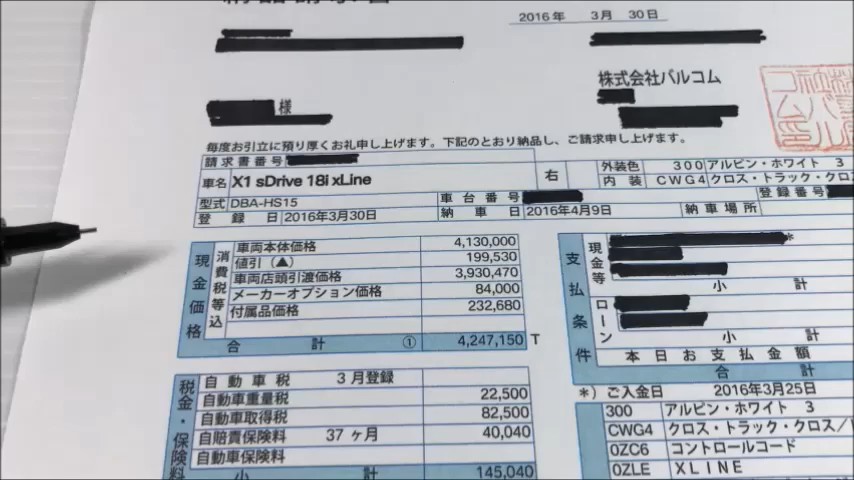 2016年 3月 30日
株式会社バルコム
様
毎度お引立に預り厚くお礼申し上げます。下記のとおり納品し、ご請求申し上げます。
請求書番号
車名 X1 sDrive 18i xLine 右 外装色 300 アルピン・ホワイト 3
内装 CWG4 クロス・トラック・クロス
型式 DBA-HS15 車台番号 登録番号
登録日 2016年3月30日 納車日 2016年4月9日 納車場所
現金価格 消費税等込
車両本体価格 4,130,000
値引(▲) 199,530
車両店頭引渡価格 3,930,470
メーカーオプション価格 84,000
付属品価格 232,680
合計 ① 4,247,150 T
支払条件
現金等 *
小計
ローン
小計
本日お支払金額
合計
*)ご入金日 2016年3月25日
税金・保険料
自動車税 3月登録
自動車重量税 22,500
自動車取得税 82,500
自賠責保険料 37ヶ月 40,040
自動車保険料
小計 145,040
300 アルピン・ホワイト 3
CWG4 クロス・トラック・クロス/
0ZC6 コントロールコード
0ZLE XLINE